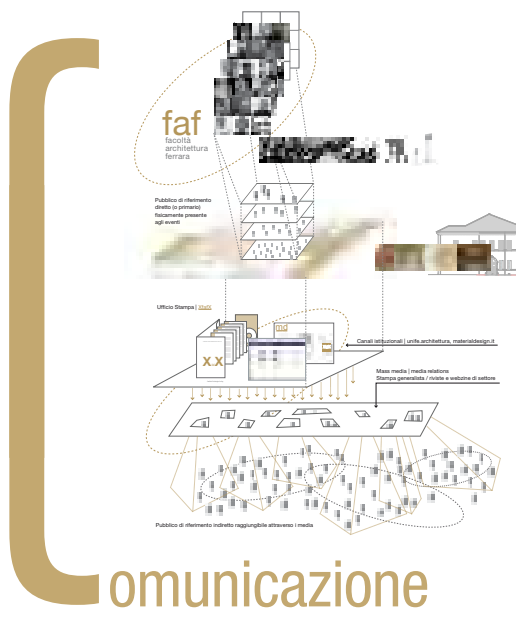 faf
facoltà
architettura
ferrara
Pubblico di riferimento
diretto (o primario)
fisicamente presente
agli eventi
Ufficio Stampa | XfafX
md
Canali istituzionali | unife.architettura, materialdesign.it
x.x
Mass media | media relations
Stampa generalista / riviste e webzine di settore
Pubblico di riferimento indiretto raggiungibile attraverso i media
Comunicazione